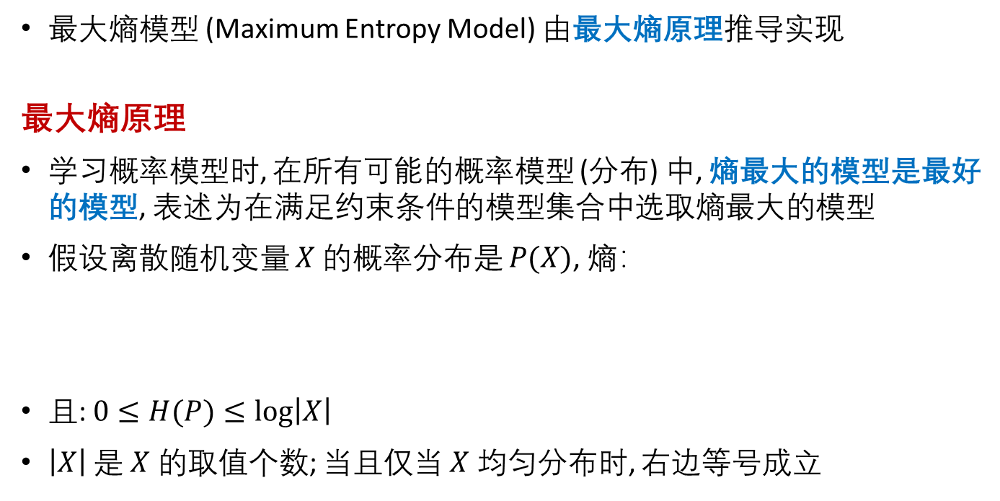 • 最大熵模型 (Maximum Entropy Model) 由最大熵原理推导实现
最大熵原理
• 学习概率模型时, 在所有可能的概率模型 (分布) 中, 熵最大的模型是最好
的模型, 表述为在满足约束条件的模型集合中选取熵最大的模型
• 假设离散随机变量 X 的概率分布是 P(X), 熵:
• 且: 0 ≤ H(P) ≤ log|X|
• |X| 是 X 的取值个数; 当且仅当 X 均匀分布时, 右边等号成立